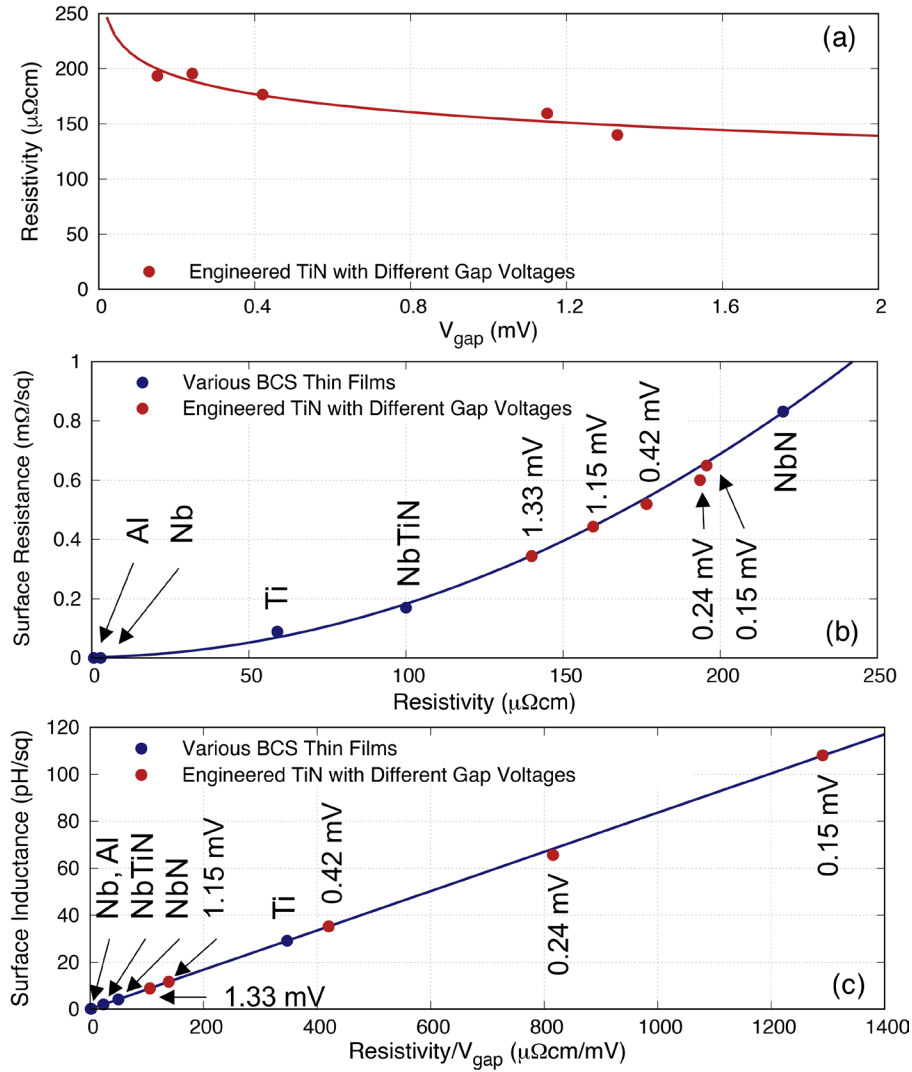 250
200
150
100
50
0
Resistivity (μΩcm)
(a)
Engineered TiN with Different Gap Voltages
0 0.4 0.8 1.2 1.6 2
V_gap (mV)
1
0.8
0.6
0.4
0.2
0
Surface Resistance (mΩ/sq)
Various BCS Thin Films
Engineered TiN with Different Gap Voltages
Al
Nb
Ti
NbTiN
1.33 mV
1.15 mV
0.42 mV
0.24 mV
0.15 mV
NbN
(b)
0 50 100 150 200 250
Resistivity (μΩcm)
120
100
80
60
40
20
0
Surface Inductance (pH/sq)
Various BCS Thin Films
Engineered TiN with Different Gap Voltages
Nb, Al
NbTiN
NbN
1.15 mV
1.33 mV
Ti
0.42 mV
0.24 mV
0.15 mV
(c)
0 200 400 600 800 1000 1200 1400
Resistivity/V_gap (μΩcm/mV)